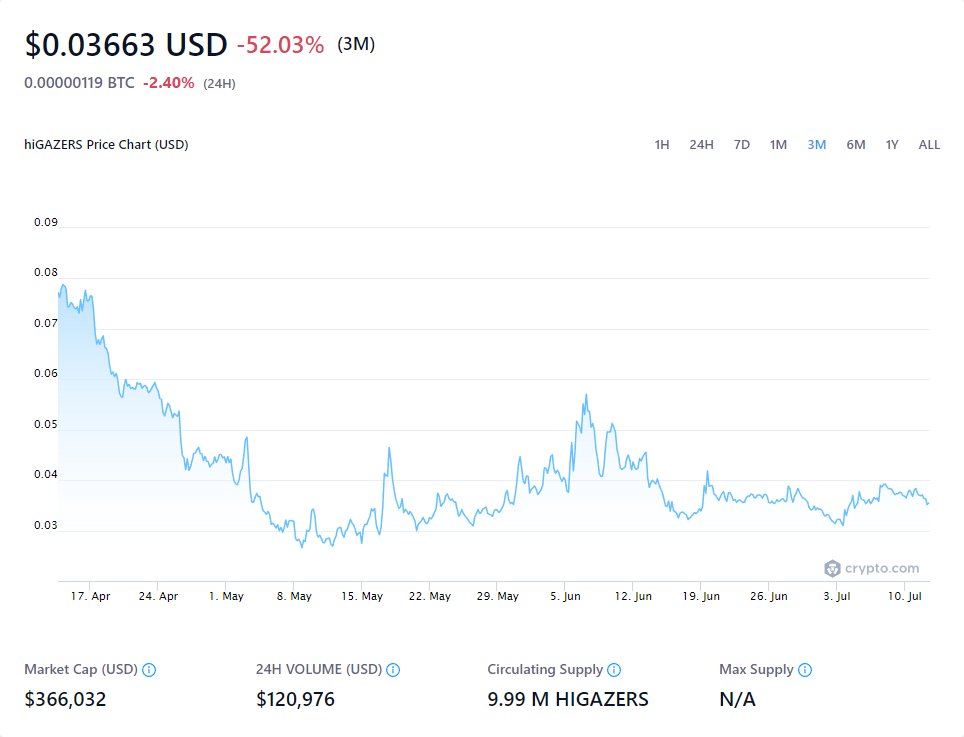 $0.03663 USD -52.03% (3M)
0.00000119 BTC -2.40% (24H)
hiGAZERS Price Chart (USD) 1H 24H 7D 1M 3M 6M 1Y ALL
0.09
0.08
0.07
0.06
0.05
0.04
0.03
crypto.com
17. Apr 24. Apr 1. May 8. May 15. May 22. May 29. May 5. Jun 12. Jun 19. Jun 26. Jun 3. Jul 10. Jul
Market Cap (USD) 24H VOLUME (USD) Circulating Supply Max Supply
$366,032 $120,976 9.99 M HIGAZERS N/A